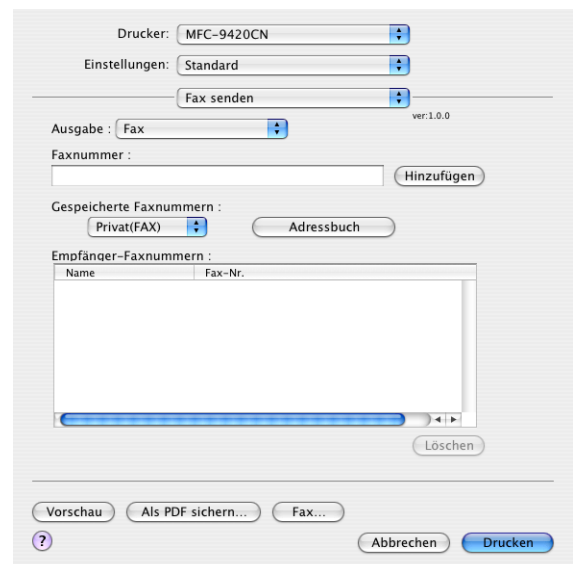 Drucker: MFC-9420CN
Einstellungen: Standard
Fax senden
ver:1.0.0
Ausgabe : Fax
Faxnummer :
Hinzufügen
Gespeicherte Faxnummern :
Privat(FAX) Adressbuch
Empfänger-Faxnummern :
Name Fax-Nr.
Löschen
Vorschau Als PDF sichern... Fax...
? Abbrechen Drucken